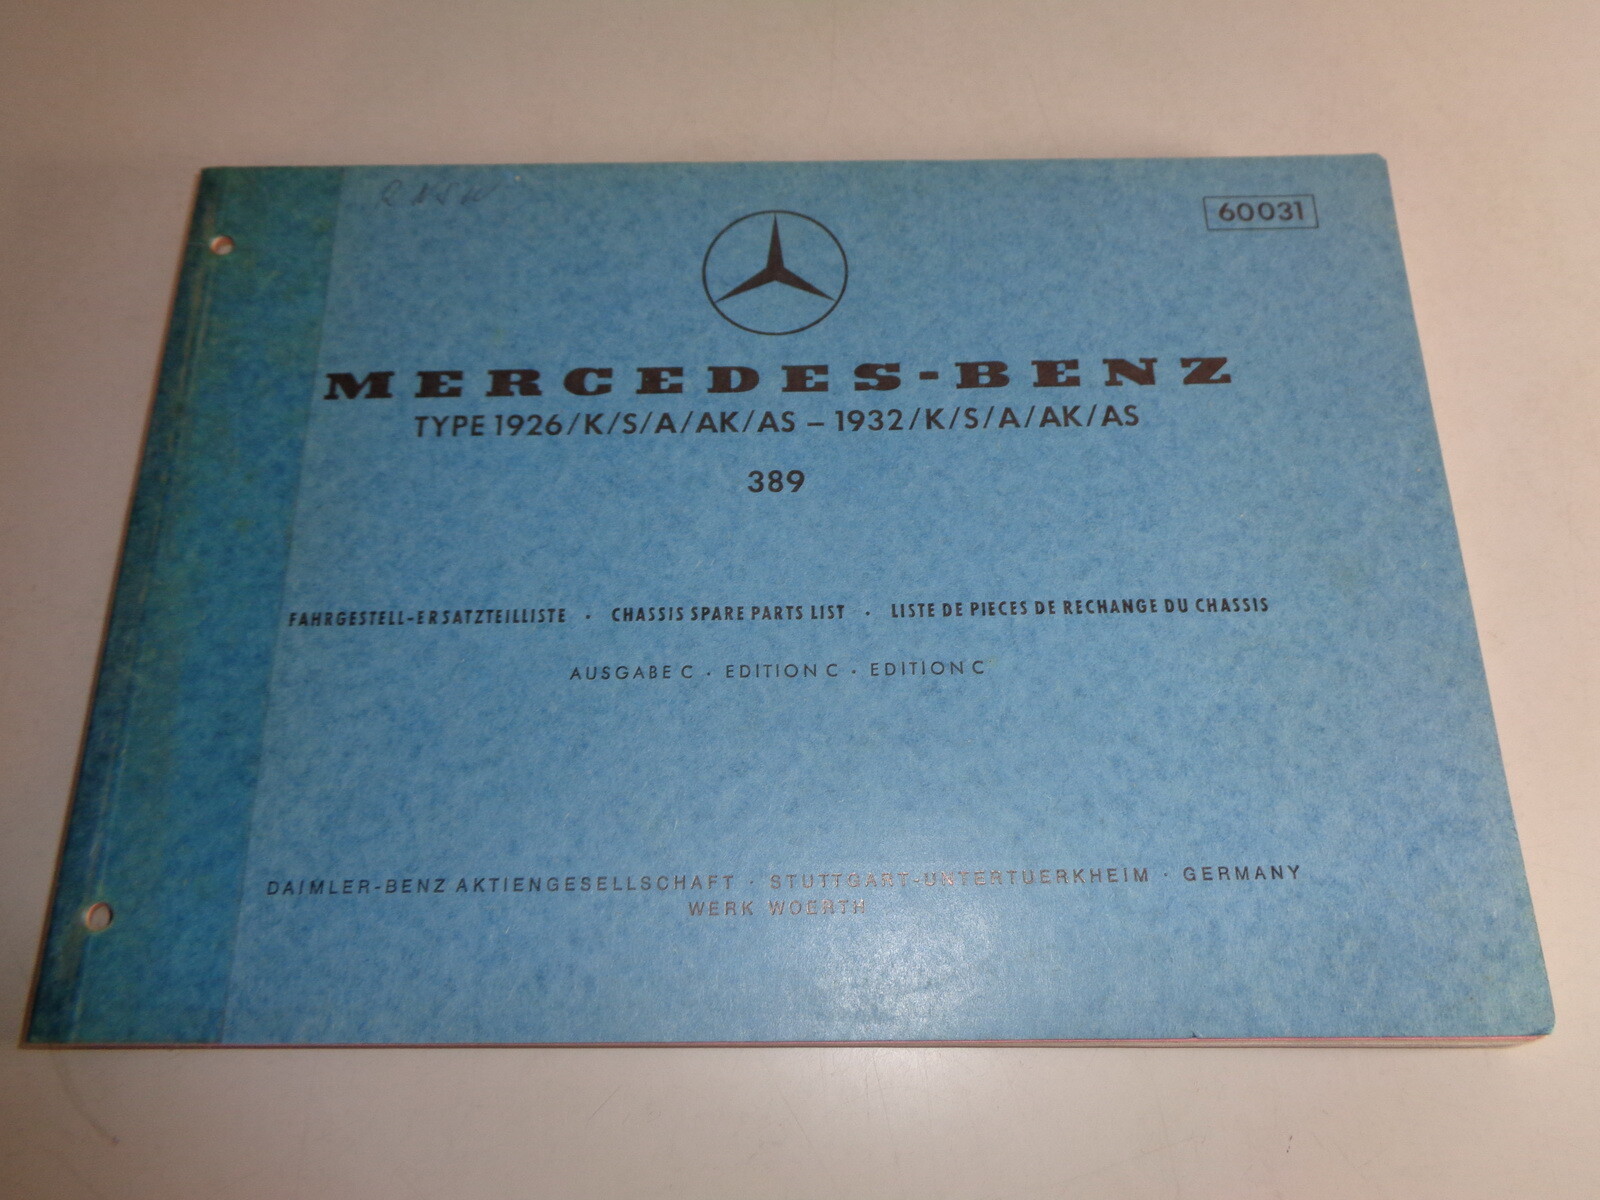 60031
MERCEDES-BENZ
TYPE 1926/K/S/A/AK/AS – 1932/K/S/A/AK/AS
389
FAHRGESTELL-ERSATZTEILLISTE · CHASSIS SPARE PARTS LIST · LISTE DE PIECES DE RECHANGE DU CHASSIS
AUSGABE C · EDITION C · EDITION C
DAIMLER-BENZ AKTIENGESELLSCHAFT · STUTTGART-UNTERTUERKHEIM · GERMANY
WERK WOERTH